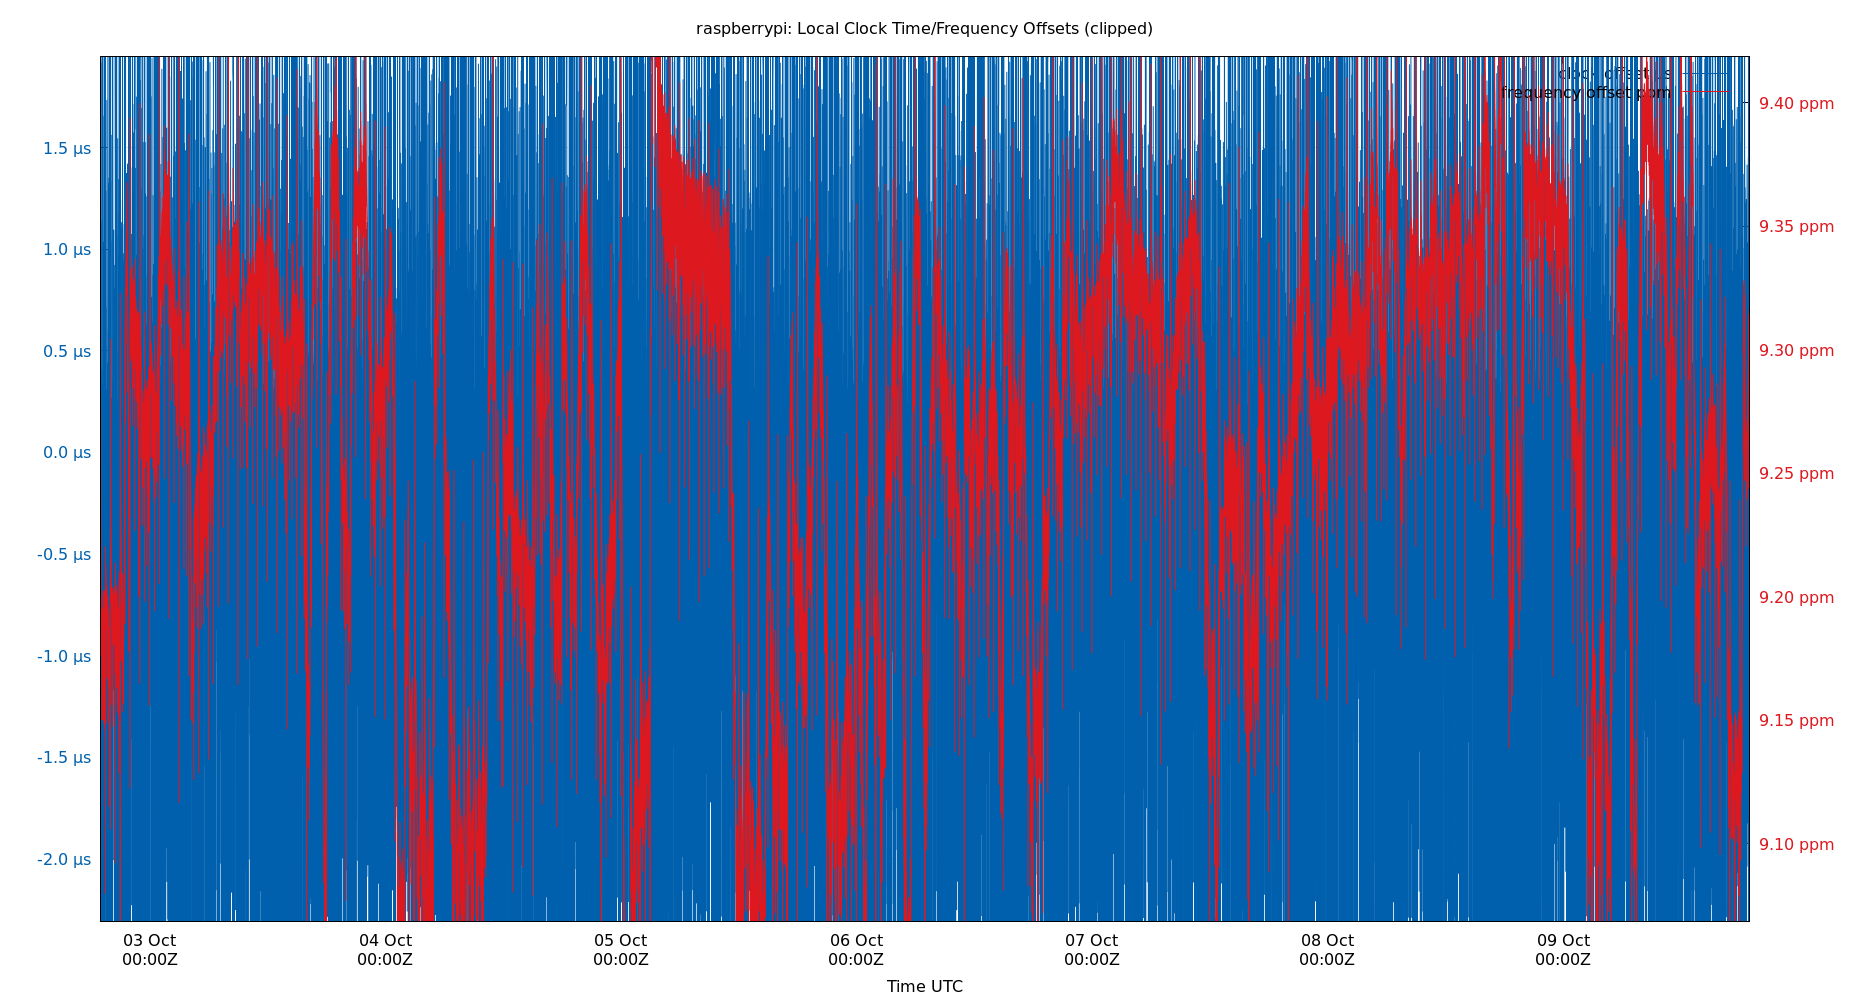 raspberrypi: Local Clock Time/Frequency Offsets (clipped)
clock offset μs
frequency offset ppm
1.5 μs
1.0 μs
0.5 μs
0.0 μs
-0.5 μs
-1.0 μs
-1.5 μs
-2.0 μs
9.40 ppm
9.35 ppm
9.30 ppm
9.25 ppm
9.20 ppm
9.15 ppm
9.10 ppm
03 Oct
00:00Z
04 Oct
00:00Z
05 Oct
00:00Z
06 Oct
00:00Z
07 Oct
00:00Z
08 Oct
00:00Z
09 Oct
00:00Z
Time UTC